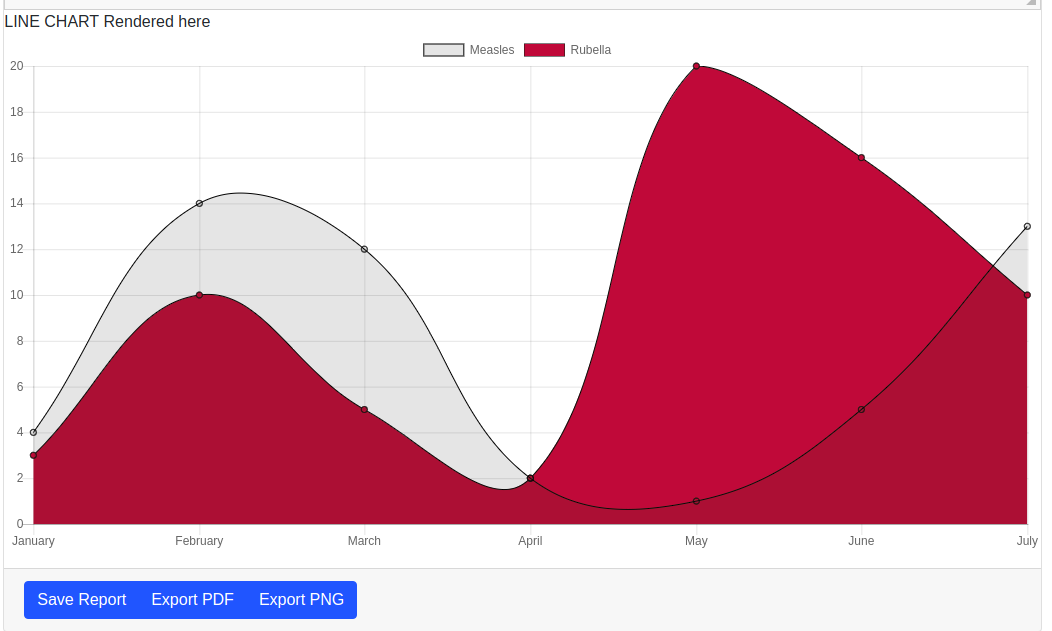 LINE CHART Rendered here
Measles Rubella
20
18
16
14
12
10
8
6
4
2
0
January February March April May June July
Save Report Export PDF Export PNG